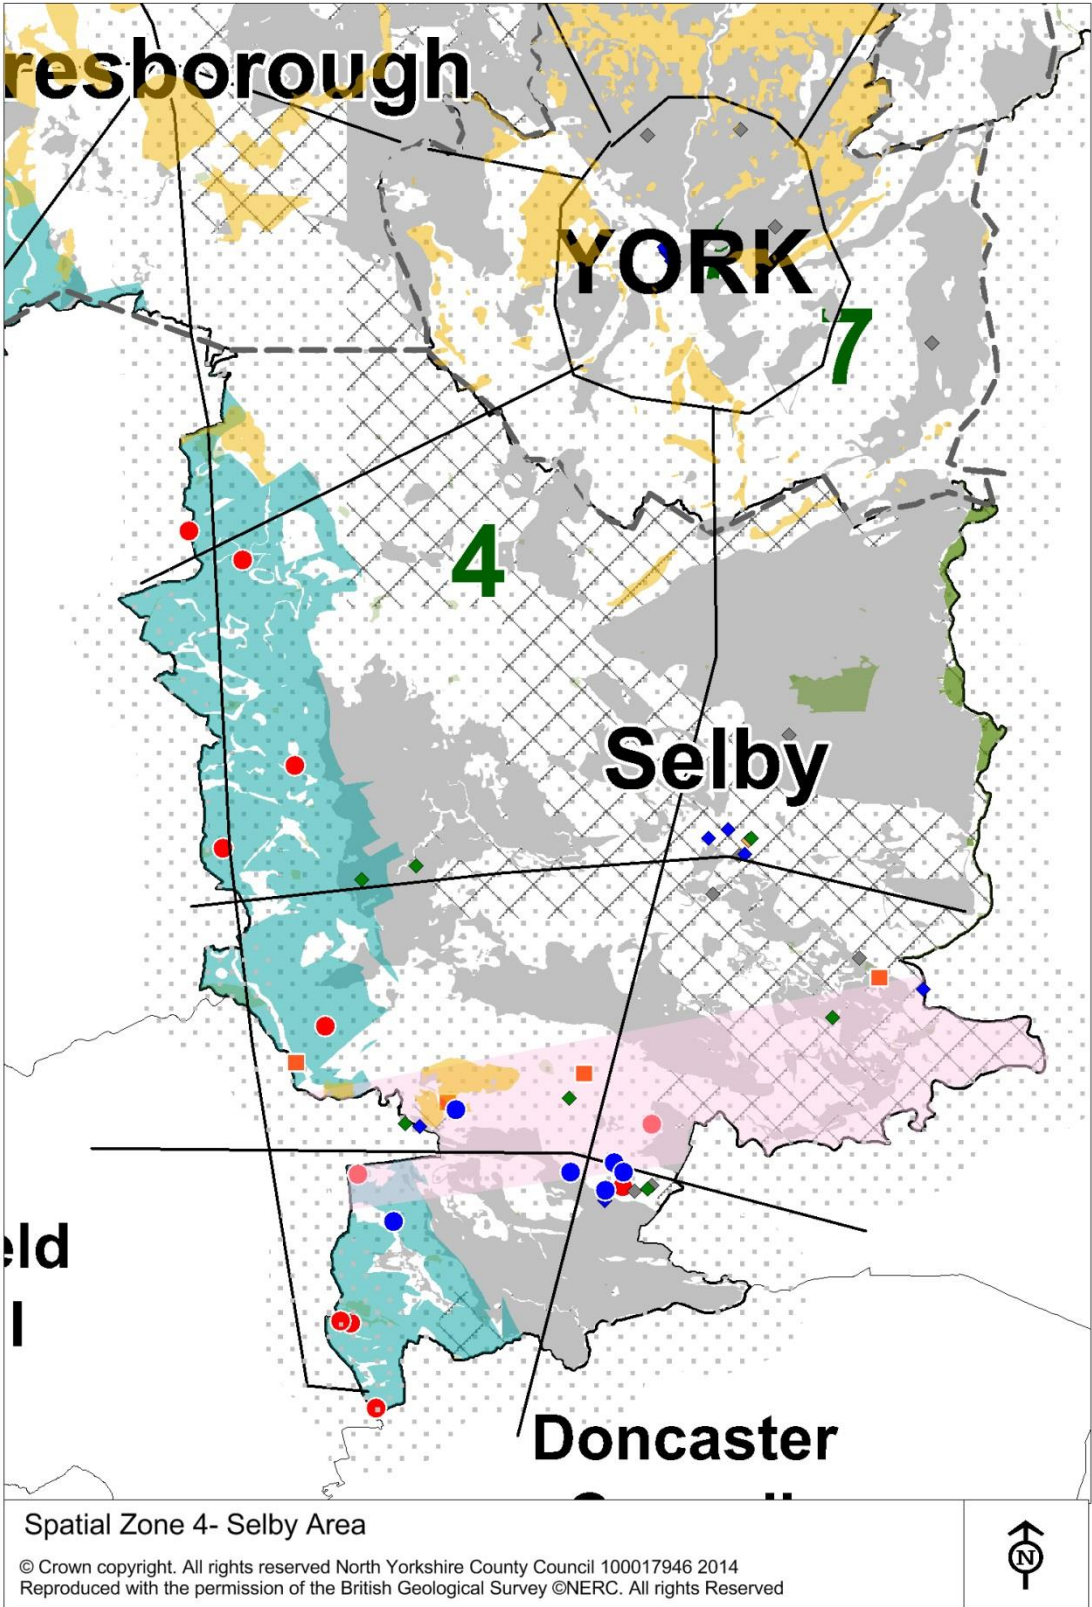 resborough
YORK
7
4
Selby
eld
l
Doncaster
Spatial Zone 4- Selby Area
© Crown copyright. All rights reserved North Yorkshire County Council 100017946 2014
Reproduced with the permission of the British Geological Survey ©NERC. All rights Reserved
N